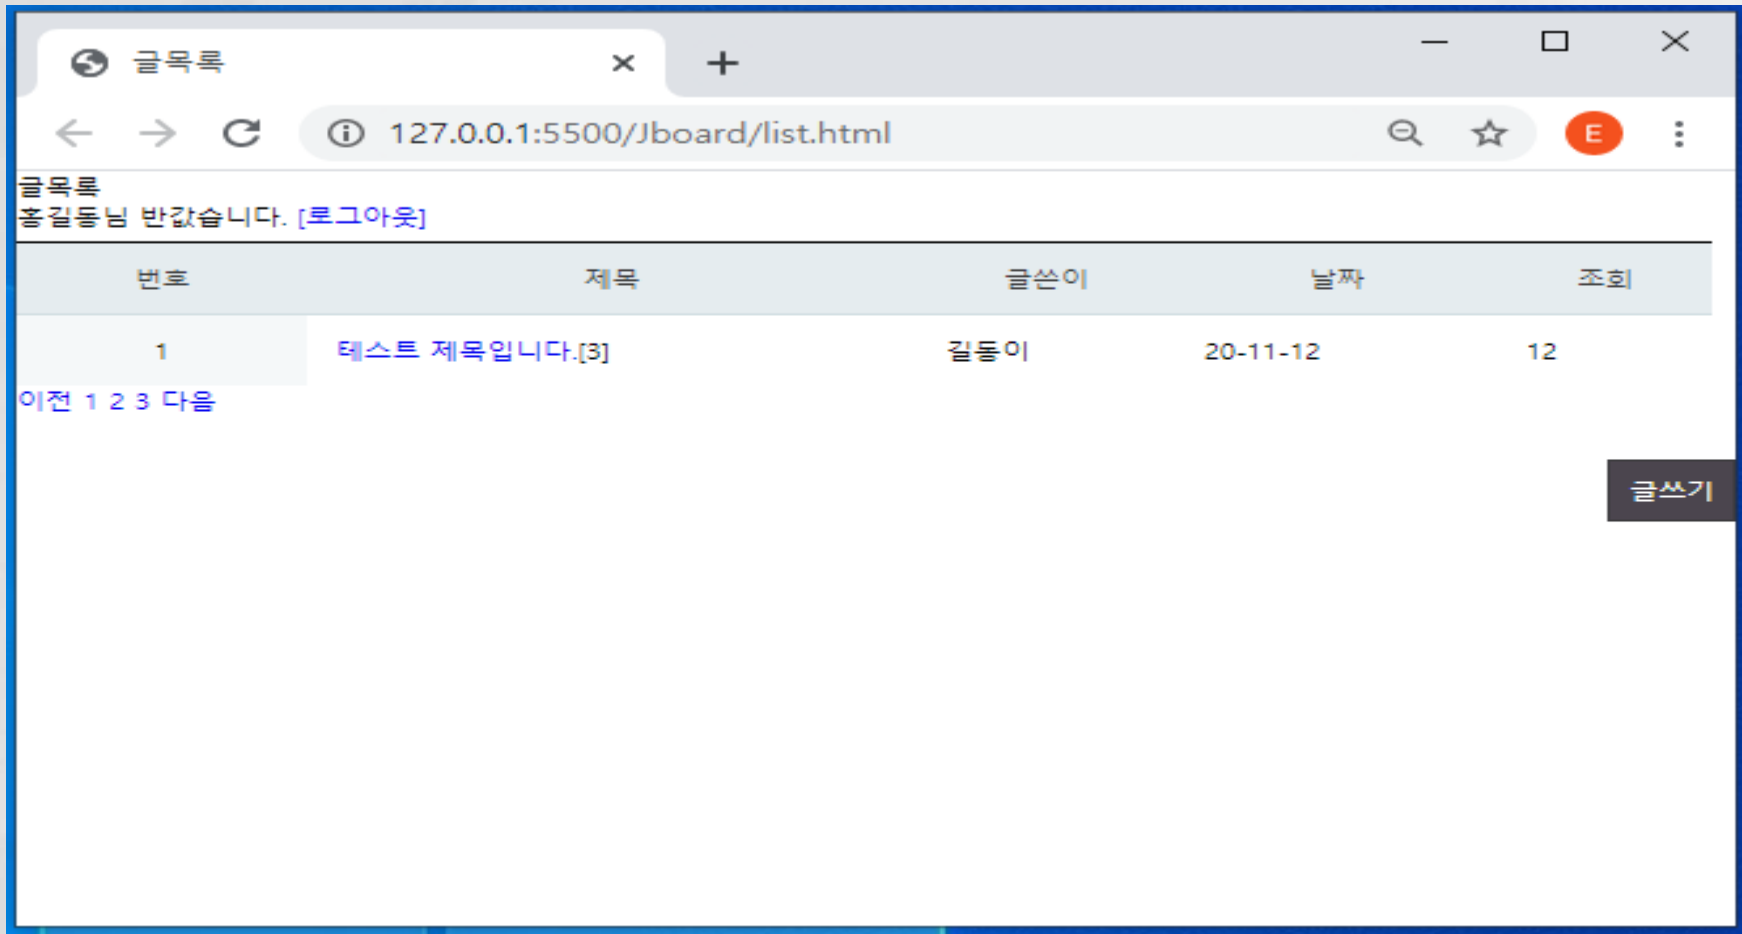 글목록
127.0.0.1:5500/Jboard/list.html
E
글목록
홍길동님 반값습니다. [로그아웃]
번호 제목 글쓴이 날짜 조회
1 테스트 제목입니다.[3] 길동이 20-11-12 12
이전 1 2 3 다음
글쓰기